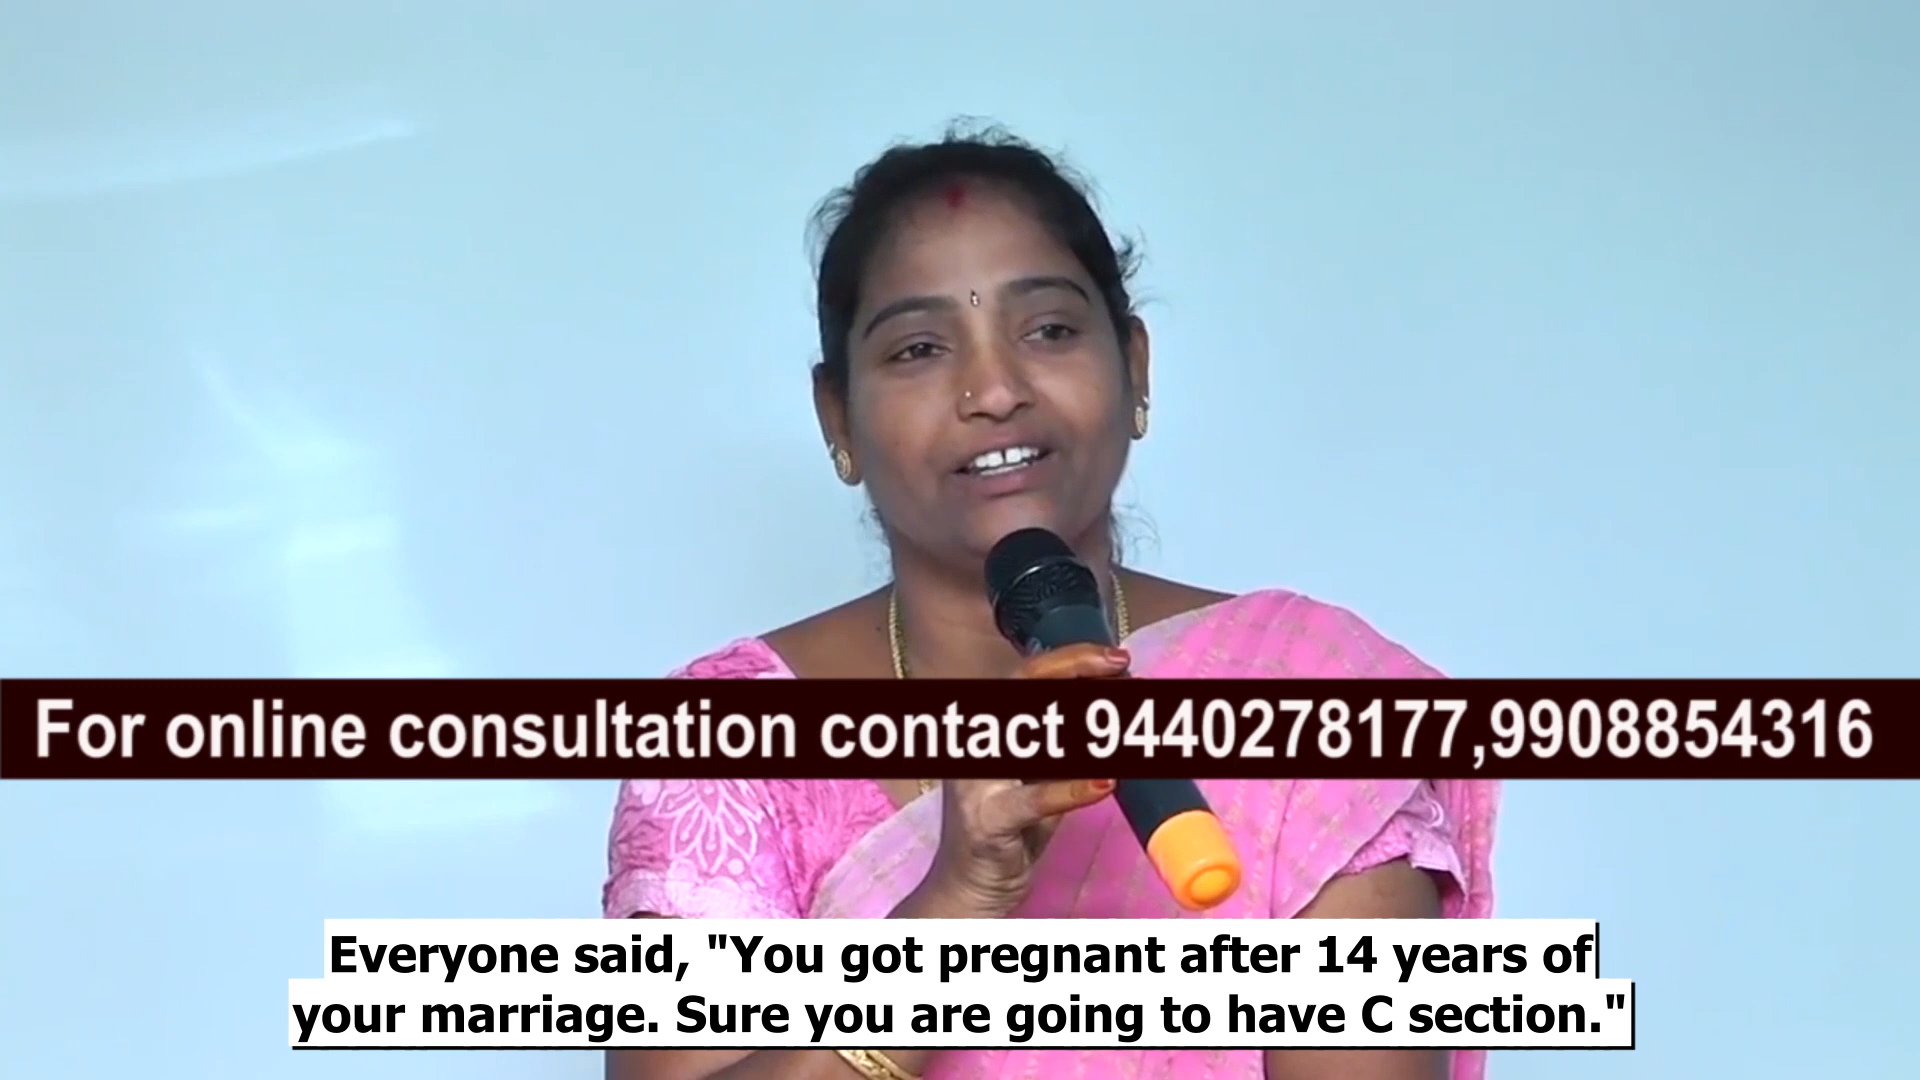 For online consultation contact 9440278177,9908854316
Everyone said, "You got pregnant after 14 years of
your marriage. Sure you are going to have C section."